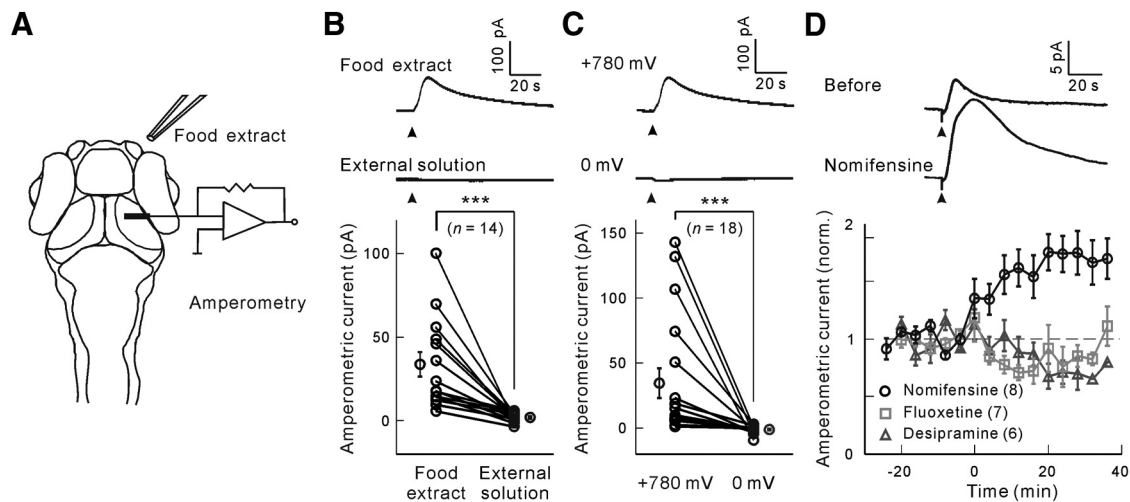 A
Food extract
Amperometry
B
100 pA
20 s
Food extract
External solution
***
(n = 14)
Amperometric current (pA)
100
50
0
Food extract
External solution
C
100 pA
20 s
+780 mV
0 mV
***
(n = 18)
Amperometric current (pA)
150
100
50
0
+780 mV
0 mV
D
5 pA
20 s
Before
Nomifensine
Amperometric current (norm.)
2
1
0
Nomifensine (8)
Fluoxetine (7)
Desipramine (6)
-20
0
20
40
Time (min)